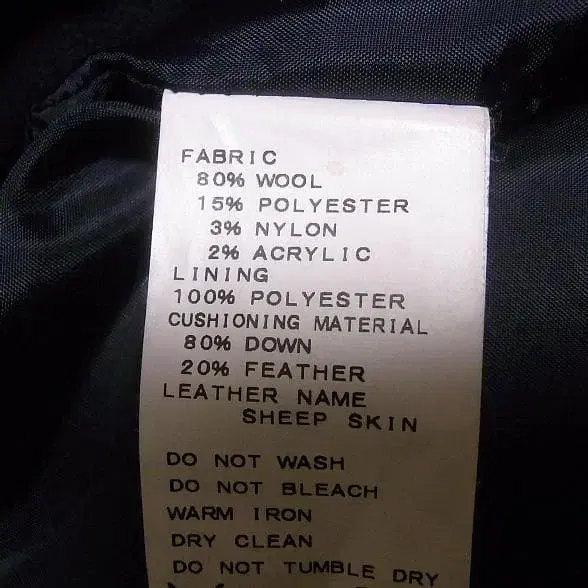 FABRIC
80% WOOL
15% POLYESTER
3% NYLON
2% ACRYLIC
LINING
100% POLYESTER
CUSHIONING MATERIAL
80% DOWN
20% FEATHER
LEATHER NAME
SHEEP SKIN
DO NOT WASH
DO NOT BLEACH
WARM IRON
DRY CLEAN
DO NOT TUMBLE DRY